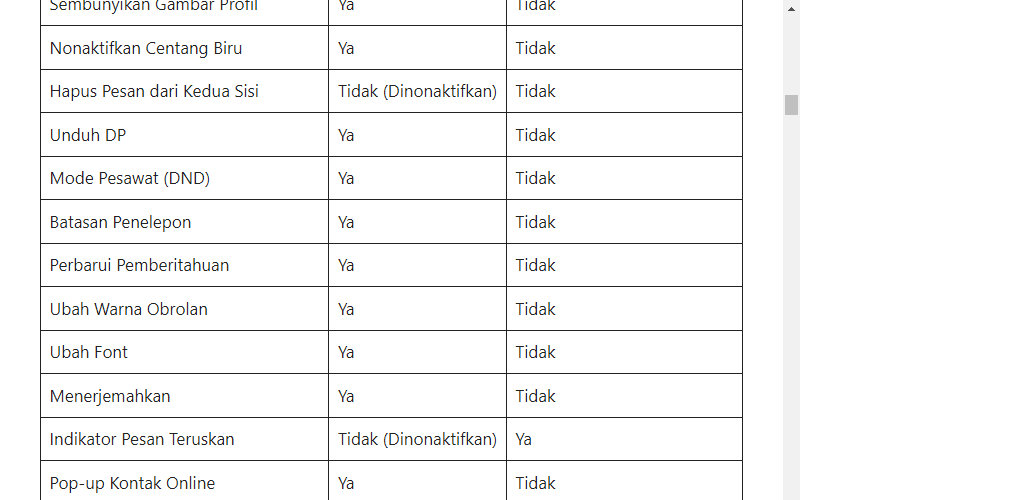 Sembunyikan Gambar Profil Ya Tidak
Nonaktifkan Centang Biru Ya Tidak
Hapus Pesan dari Kedua Sisi Tidak (Dinonaktifkan) Tidak
Unduh DP Ya Tidak
Mode Pesawat (DND) Ya Tidak
Batasan Penelepon Ya Tidak
Perbarui Pemberitahuan Ya Tidak
Ubah Warna Obrolan Ya Tidak
Ubah Font Ya Tidak
Menerjemahkan Ya Tidak
Indikator Pesan Teruskan Tidak (Dinonaktifkan) Ya
Pop-up Kontak Online Ya Tidak